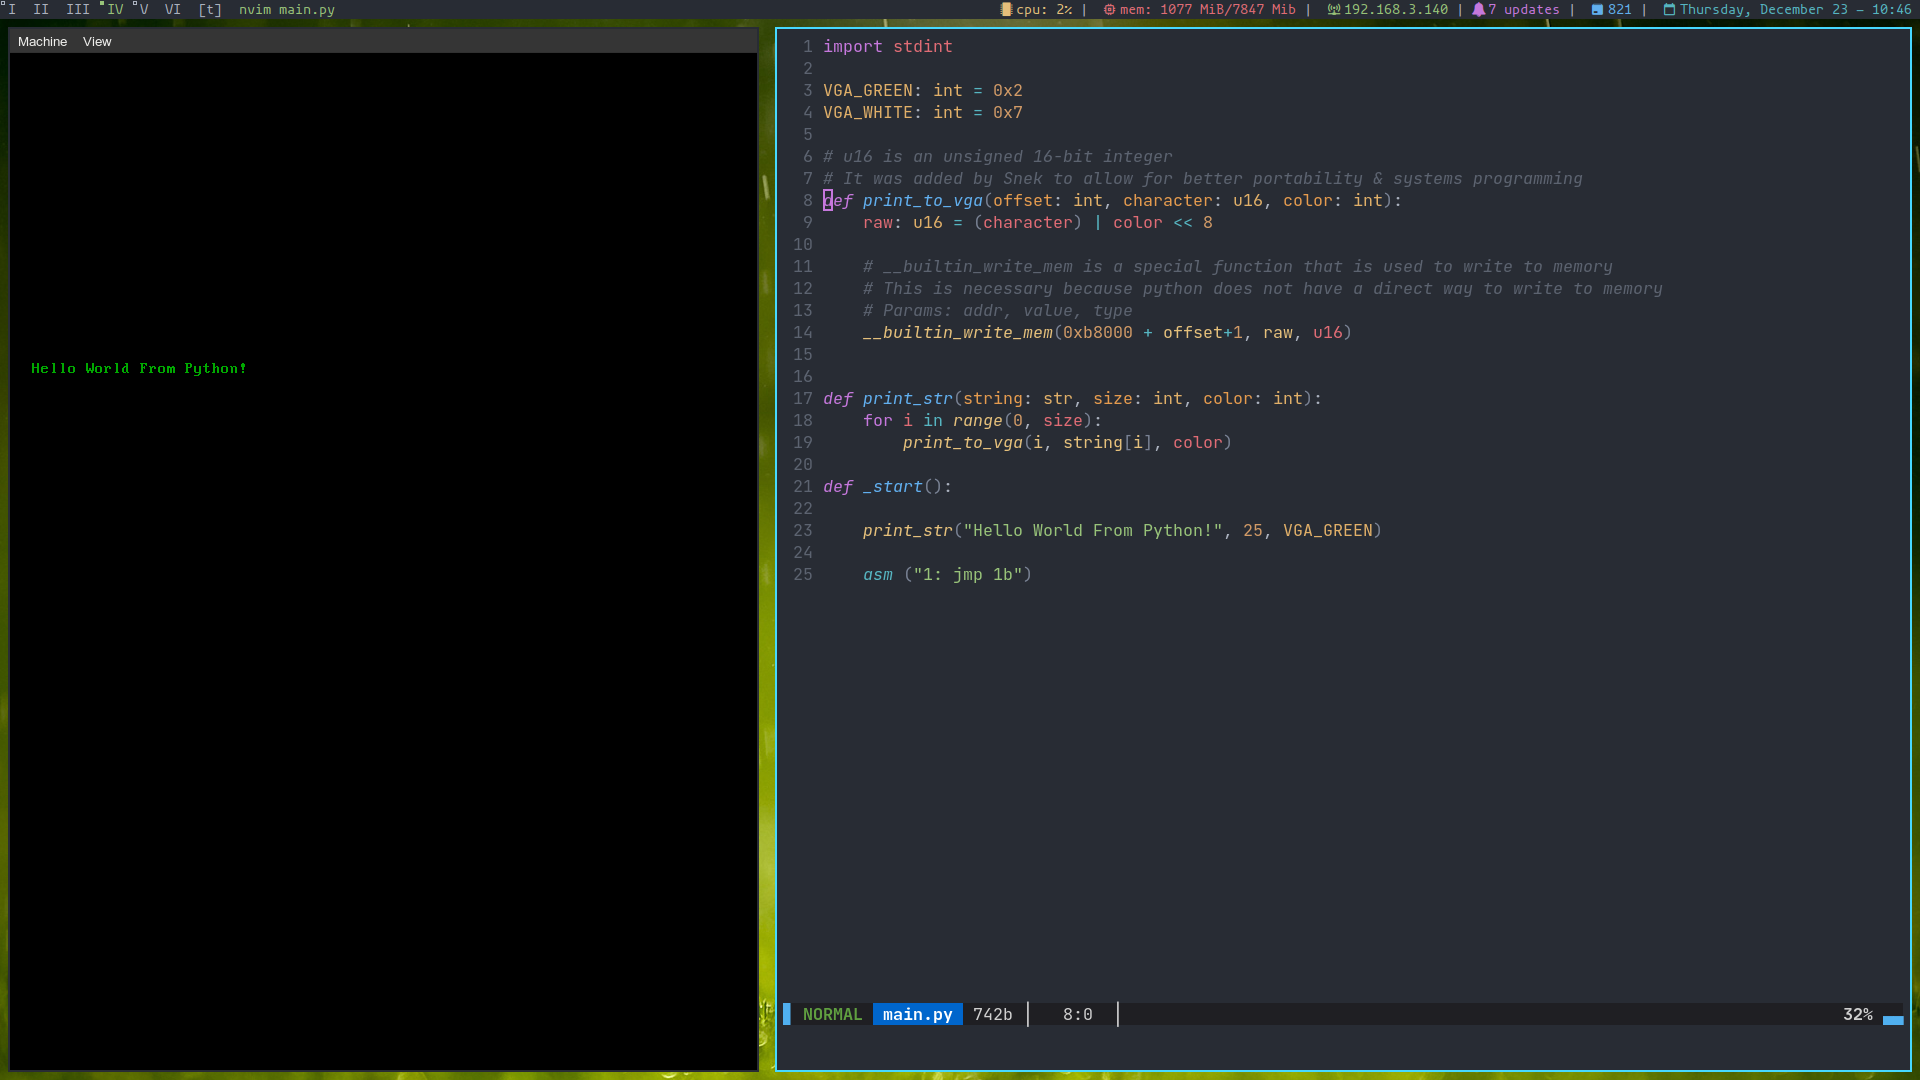 I II III IV V VI [t] nvim main.py cpu: 2% | mem: 1077 MiB/7847 Mib | 192.168.3.140 | 7 updates | 821 | Thursday, December 23 – 10:46
Machine View
Hello World From Python!
1 import stdint
2
3 VGA_GREEN: int = 0x2
4 VGA_WHITE: int = 0x7
5
6 # u16 is an unsigned 16-bit integer
7 # It was added by Snek to allow for better portability & systems programming
8 def print_to_vga(offset: int, character: u16, color: int):
9     raw: u16 = (character) | color << 8
10
11     # __builtin_write_mem is a special function that is used to write to memory
12     # This is necessary because python does not have a direct way to write to memory
13     # Params: addr, value, type
14     __builtin_write_mem(0xb8000 + offset+1, raw, u16)
15
16
17 def print_str(string: str, size: int, color: int):
18     for i in range(0, size):
19         print_to_vga(i, string[i], color)
20
21 def _start():
22
23     print_str("Hello World From Python!", 25, VGA_GREEN)
24
25     asm ("1: jmp 1b")
NORMAL main.py 742b 8:0 32%